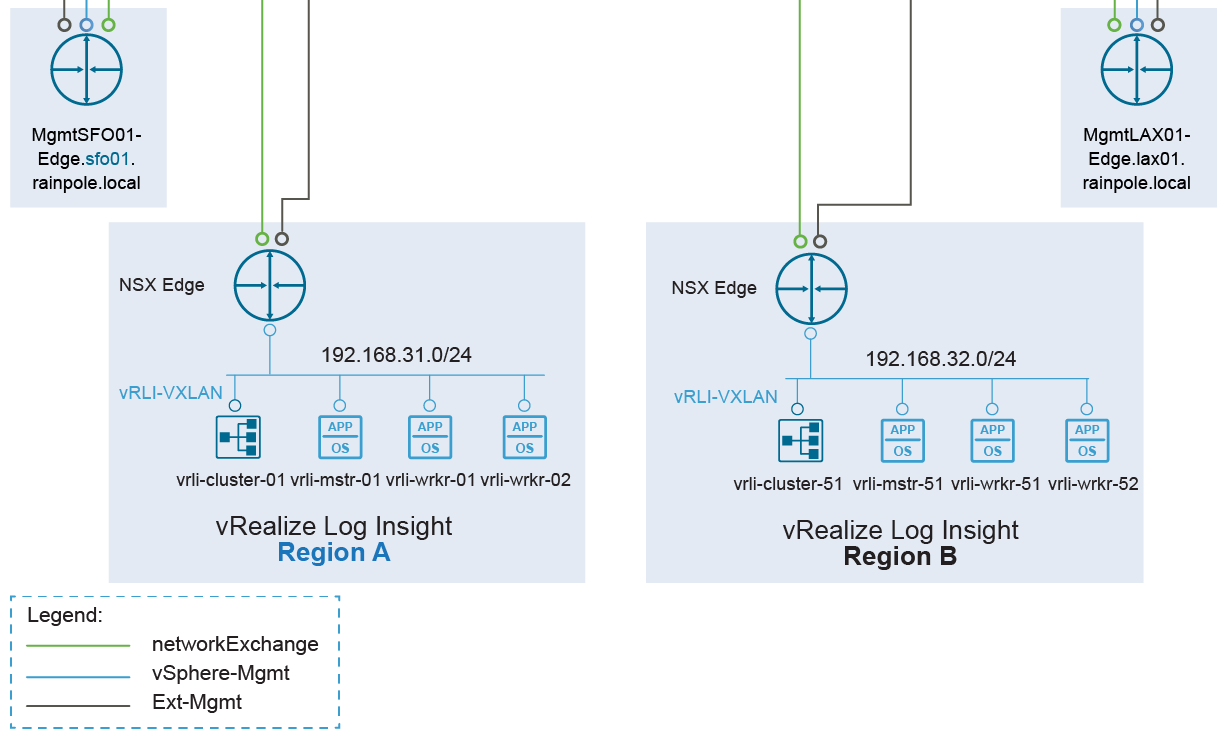 MgmtSFO01-
Edge.sfo01.
rainpole.local
MgmtLAX01-
Edge.lax01.
rainpole.local
NSX Edge
192.168.31.0/24
vRLI-VXLAN
APP
OS
APP
OS
APP
OS
vrli-cluster-01 vrli-mstr-01 vrli-wrkr-01 vrli-wrkr-02
vRealize Log Insight
Region A
NSX Edge
192.168.32.0/24
vRLI-VXLAN
APP
OS
APP
OS
APP
OS
vrli-cluster-51 vrli-mstr-51 vrli-wrkr-51 vrli-wrkr-52
vRealize Log Insight
Region B
Legend:
networkExchange
vSphere-Mgmt
Ext-Mgmt